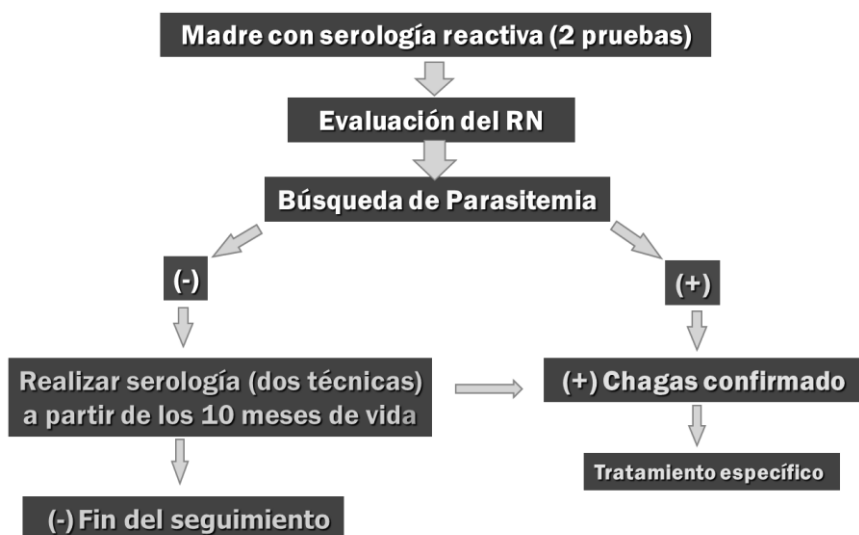 Madre con serología reactiva (2 pruebas)
Evaluación del RN
Búsqueda de Parasitemia
(-)
(+)
Realizar serología (dos técnicas)
a partir de los 10 meses de vida
(+) Chagas confirmado
Tratamiento específico
(-) Fin del seguimiento